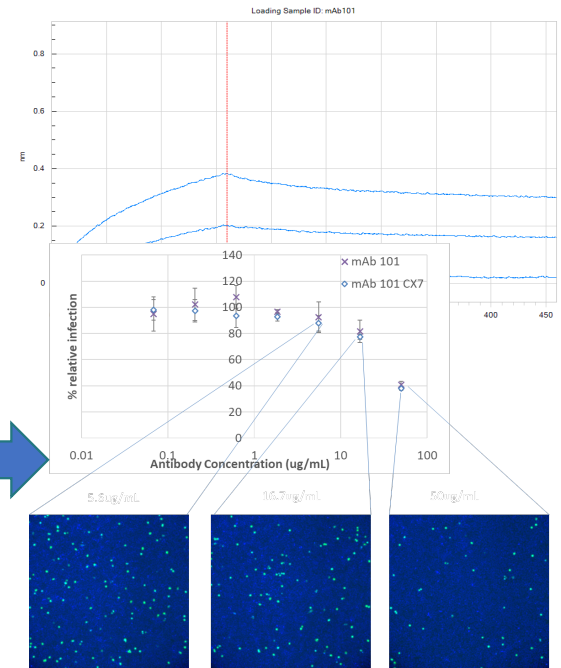 Loading Sample ID: mAb101
0.8
0.6
nm
0.4
0.2
0
400
450
140
120
100
80
60
40
20
0
mAb 101
mAb 101 CX7
% relative infection
0.01
0.1
1
10
100
Antibody Concentration (ug/mL)
5.6ug/mL
16.7ug/mL
50ug/mL